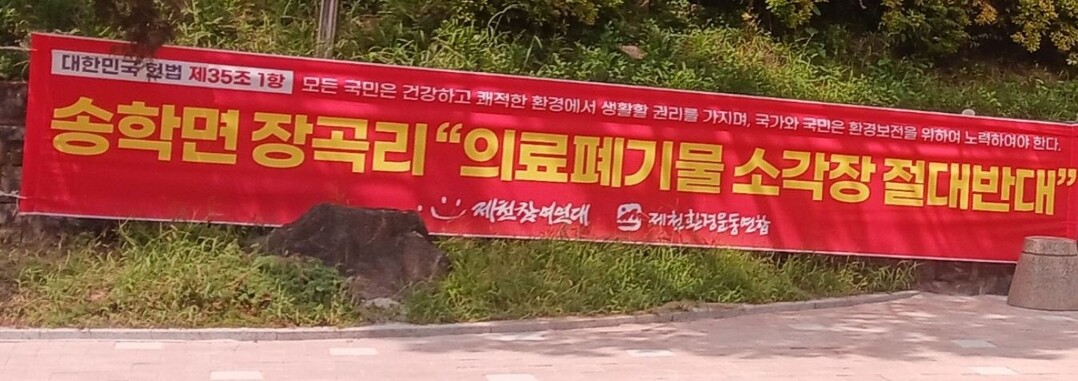 대한민국 헌법 제35조 1항 모든 국민은 건강하고 쾌적한 환경에서 생활할 권리를 가지며, 국가와 국민은 환경보전을 위하여 노력하여야 한다.
송학면 장곡리 “의료폐기물 소각장 절대반대”
제천참여연대 제천환경운동연합